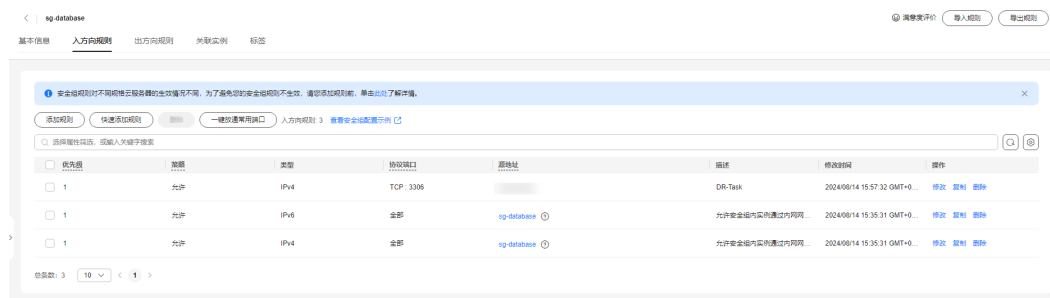 sg-database 满意度评价 导入规则 导出规则
基本信息 入方向规则 出方向规则 关联实例 标签
安全组规则对不同规格云服务器的生效情况不同，为了避免您的安全组规则不生效，请您添加规则前，单击此处了解详情。
添加规则 快速添加规则 删除 一键放通常用端口 入方向规则: 3 查看安全组配置示例
选择属性筛选，或输入关键字搜索
优先级 策略 类型 协议端口 源地址 描述 修改时间 操作
1 允许 IPv4 TCP : 3306 DR-Task 2024/08/14 15:57:32 GMT+0... 修改 复制 删除
1 允许 IPv6 全部 sg-database 允许安全组内实例通过内网网... 2024/08/14 15:35:31 GMT+0... 修改 复制 删除
1 允许 IPv4 全部 sg-database 允许安全组内实例通过内网网... 2024/08/14 15:35:31 GMT+0... 修改 复制 删除
总条数: 3 10 1